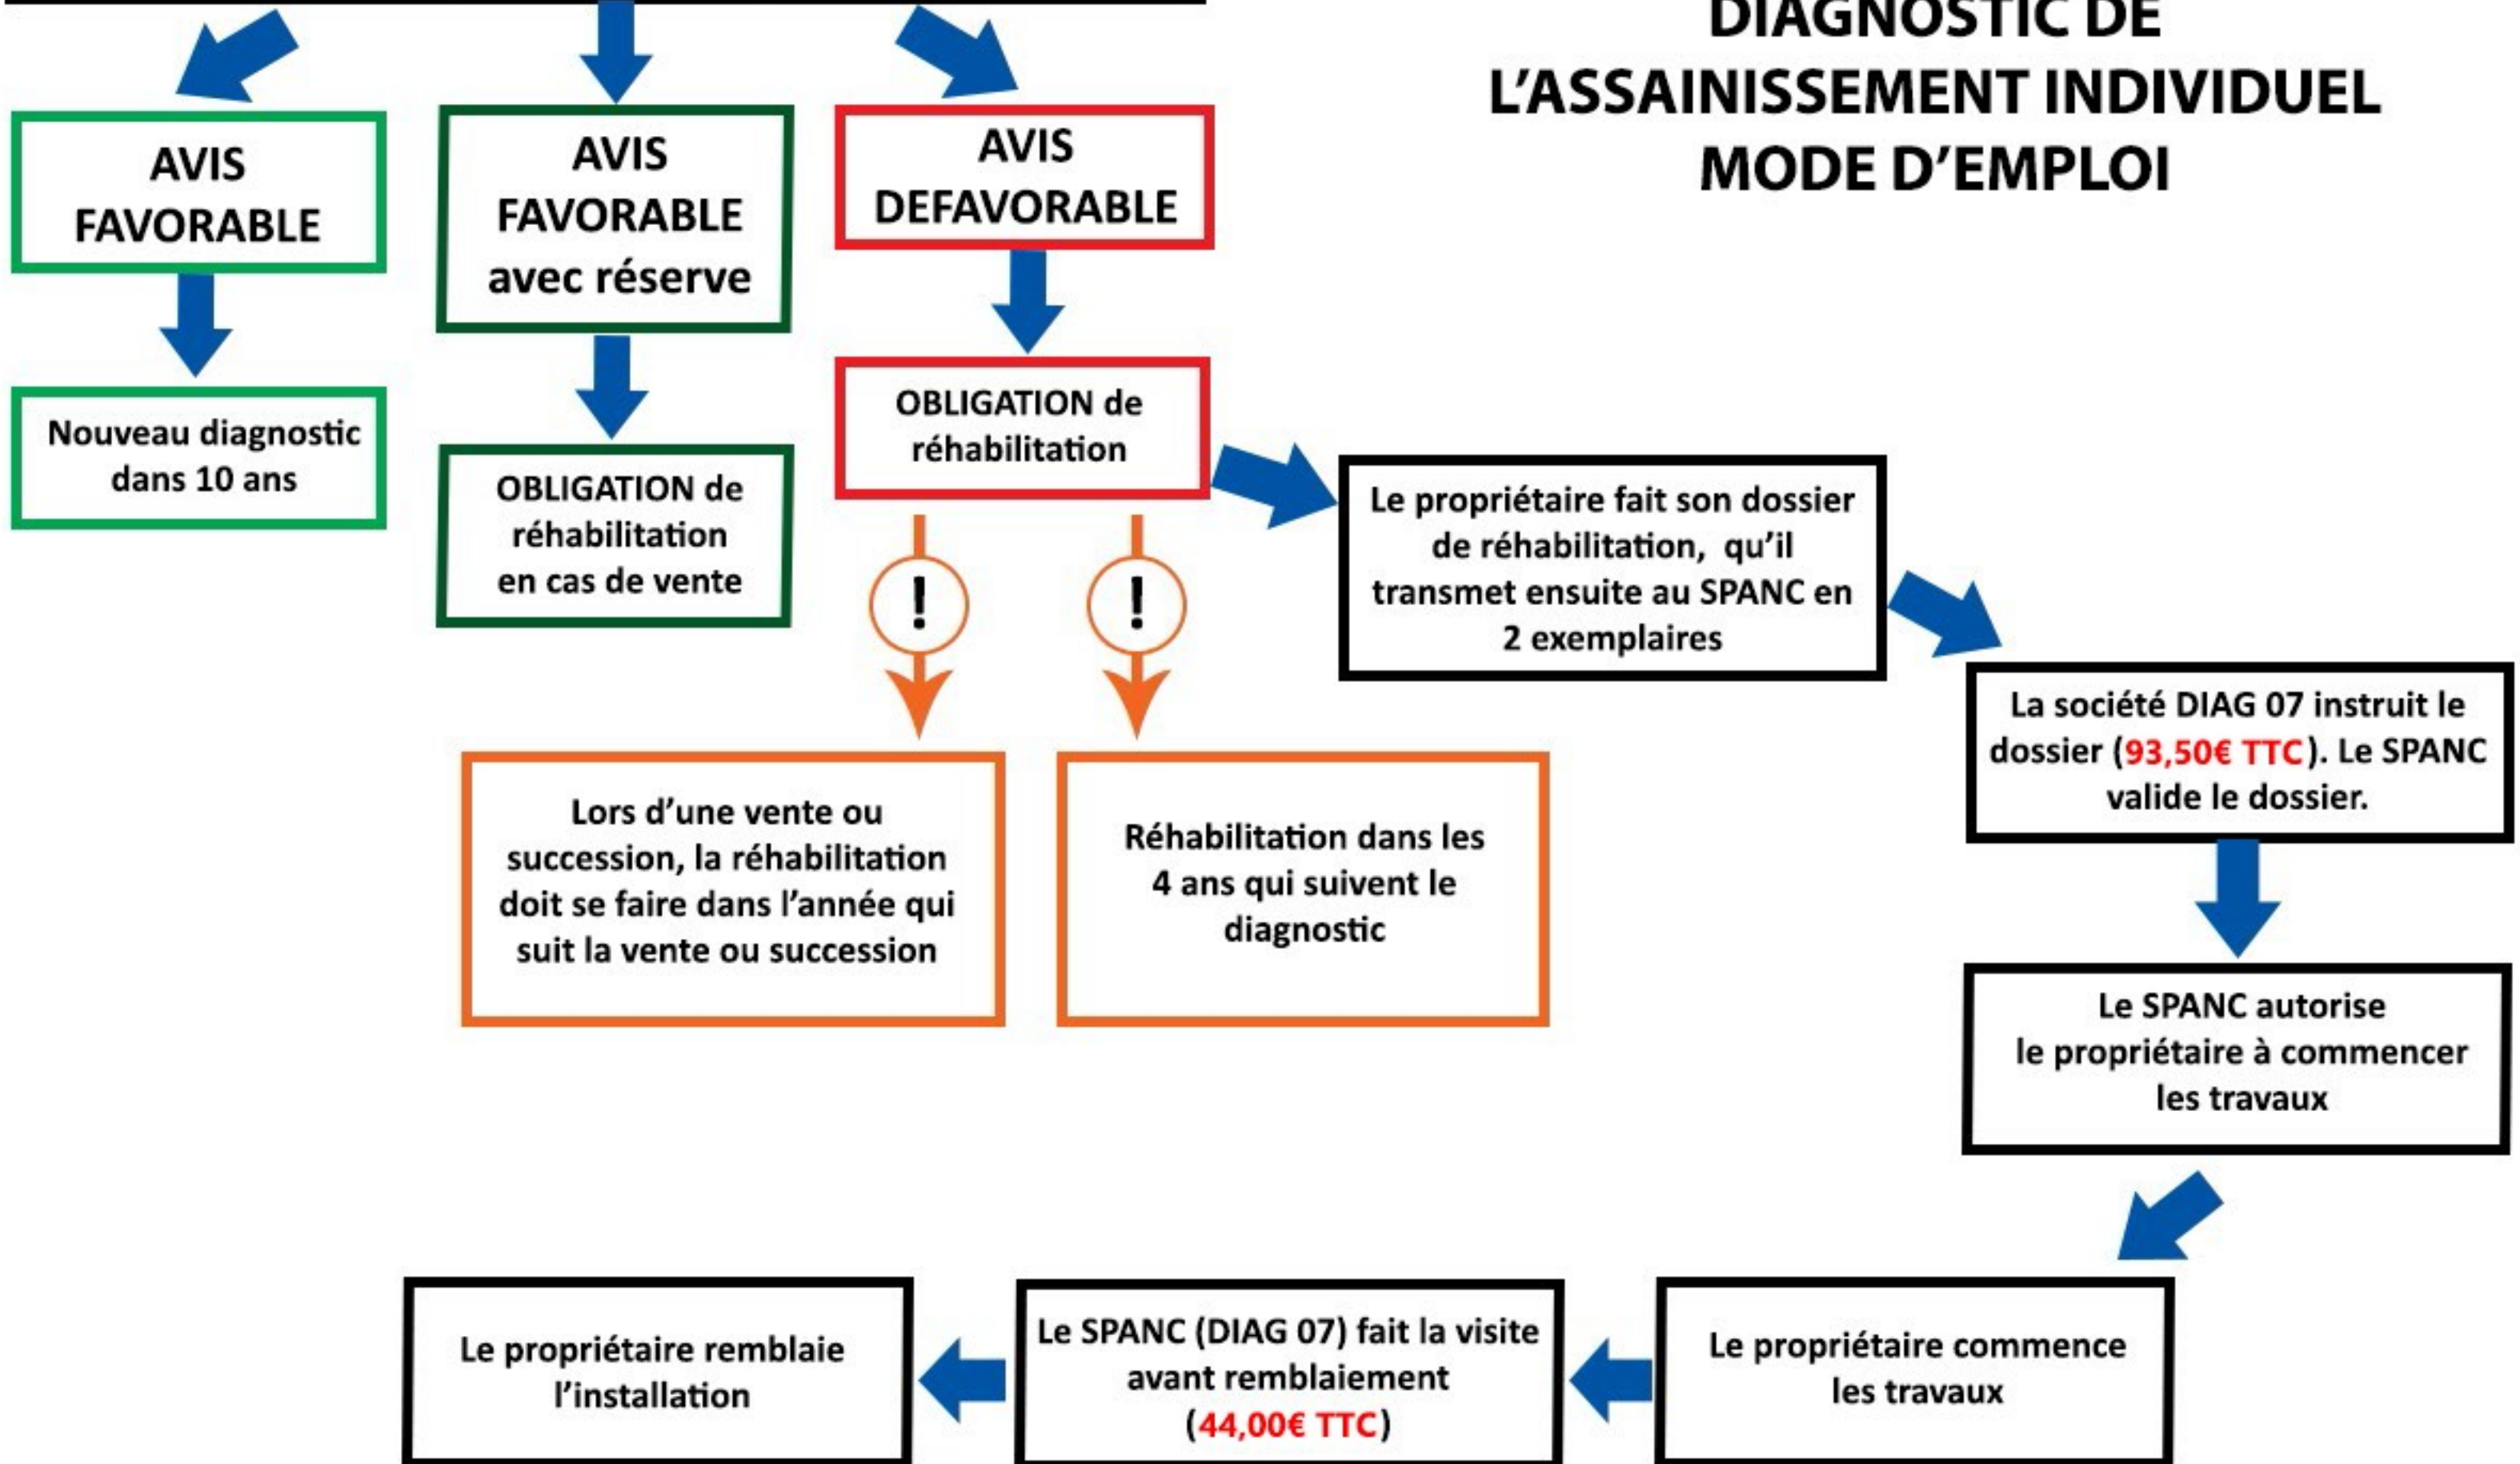 DIAGNOSTIC DE
L’ASSAINISSEMENT INDIVIDUEL
MODE D’EMPLOI
AVIS
FAVORABLE
AVIS
FAVORABLE
avec réserve
AVIS
DEFAVORABLE
Nouveau diagnostic
dans 10 ans
OBLIGATION de
réhabilitation
en cas de vente
OBLIGATION de
réhabilitation
!
!
Lors d’une vente ou
succession, la réhabilitation
doit se faire dans l’année qui
suit la vente ou succession
Réhabilitation dans les
4 ans qui suivent le
diagnostic
Le propriétaire fait son dossier
de réhabilitation, qu’il
transmet ensuite au SPANC en
2 exemplaires
La société DIAG 07 instruit le
dossier (93,50€ TTC). Le SPANC
valide le dossier.
Le SPANC autorise
le propriétaire à commencer
les travaux
Le propriétaire commence
les travaux
Le SPANC (DIAG 07) fait la visite
avant remblaiement
(44,00€ TTC)
Le propriétaire remblaie
l’installation